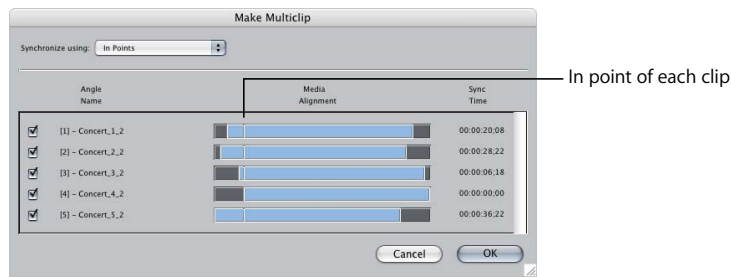 Make Multiclip
Synchronize using: In Points
In point of each clip
Angle Name
Media Alignment
Sync Time
[1] – Concert_1_2 00:00:20;08
[2] – Concert_2_2 00:00:28;22
[3] – Concert_3_2 00:00:06;18
[4] – Concert_4_2 00:00:00;00
[5] – Concert_5_2 00:00:36;22
Cancel OK